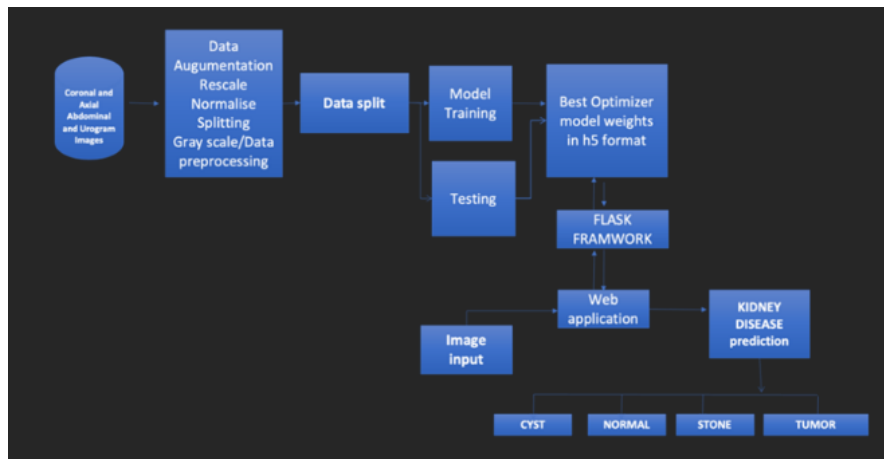 Coronal and
Axial
Abdominal
and Urogram
Images
Data
Augumentation
Rescale
Normalise
Splitting
Gray scale/Data
preprocessing
Data split
Model
Training
Testing
Best Optimizer
model weights
in h5 format
FLASK
FRAMWORK
Web
application
Image
input
KIDNEY
DISEASE
prediction
CYST
NORMAL
STONE
TUMOR